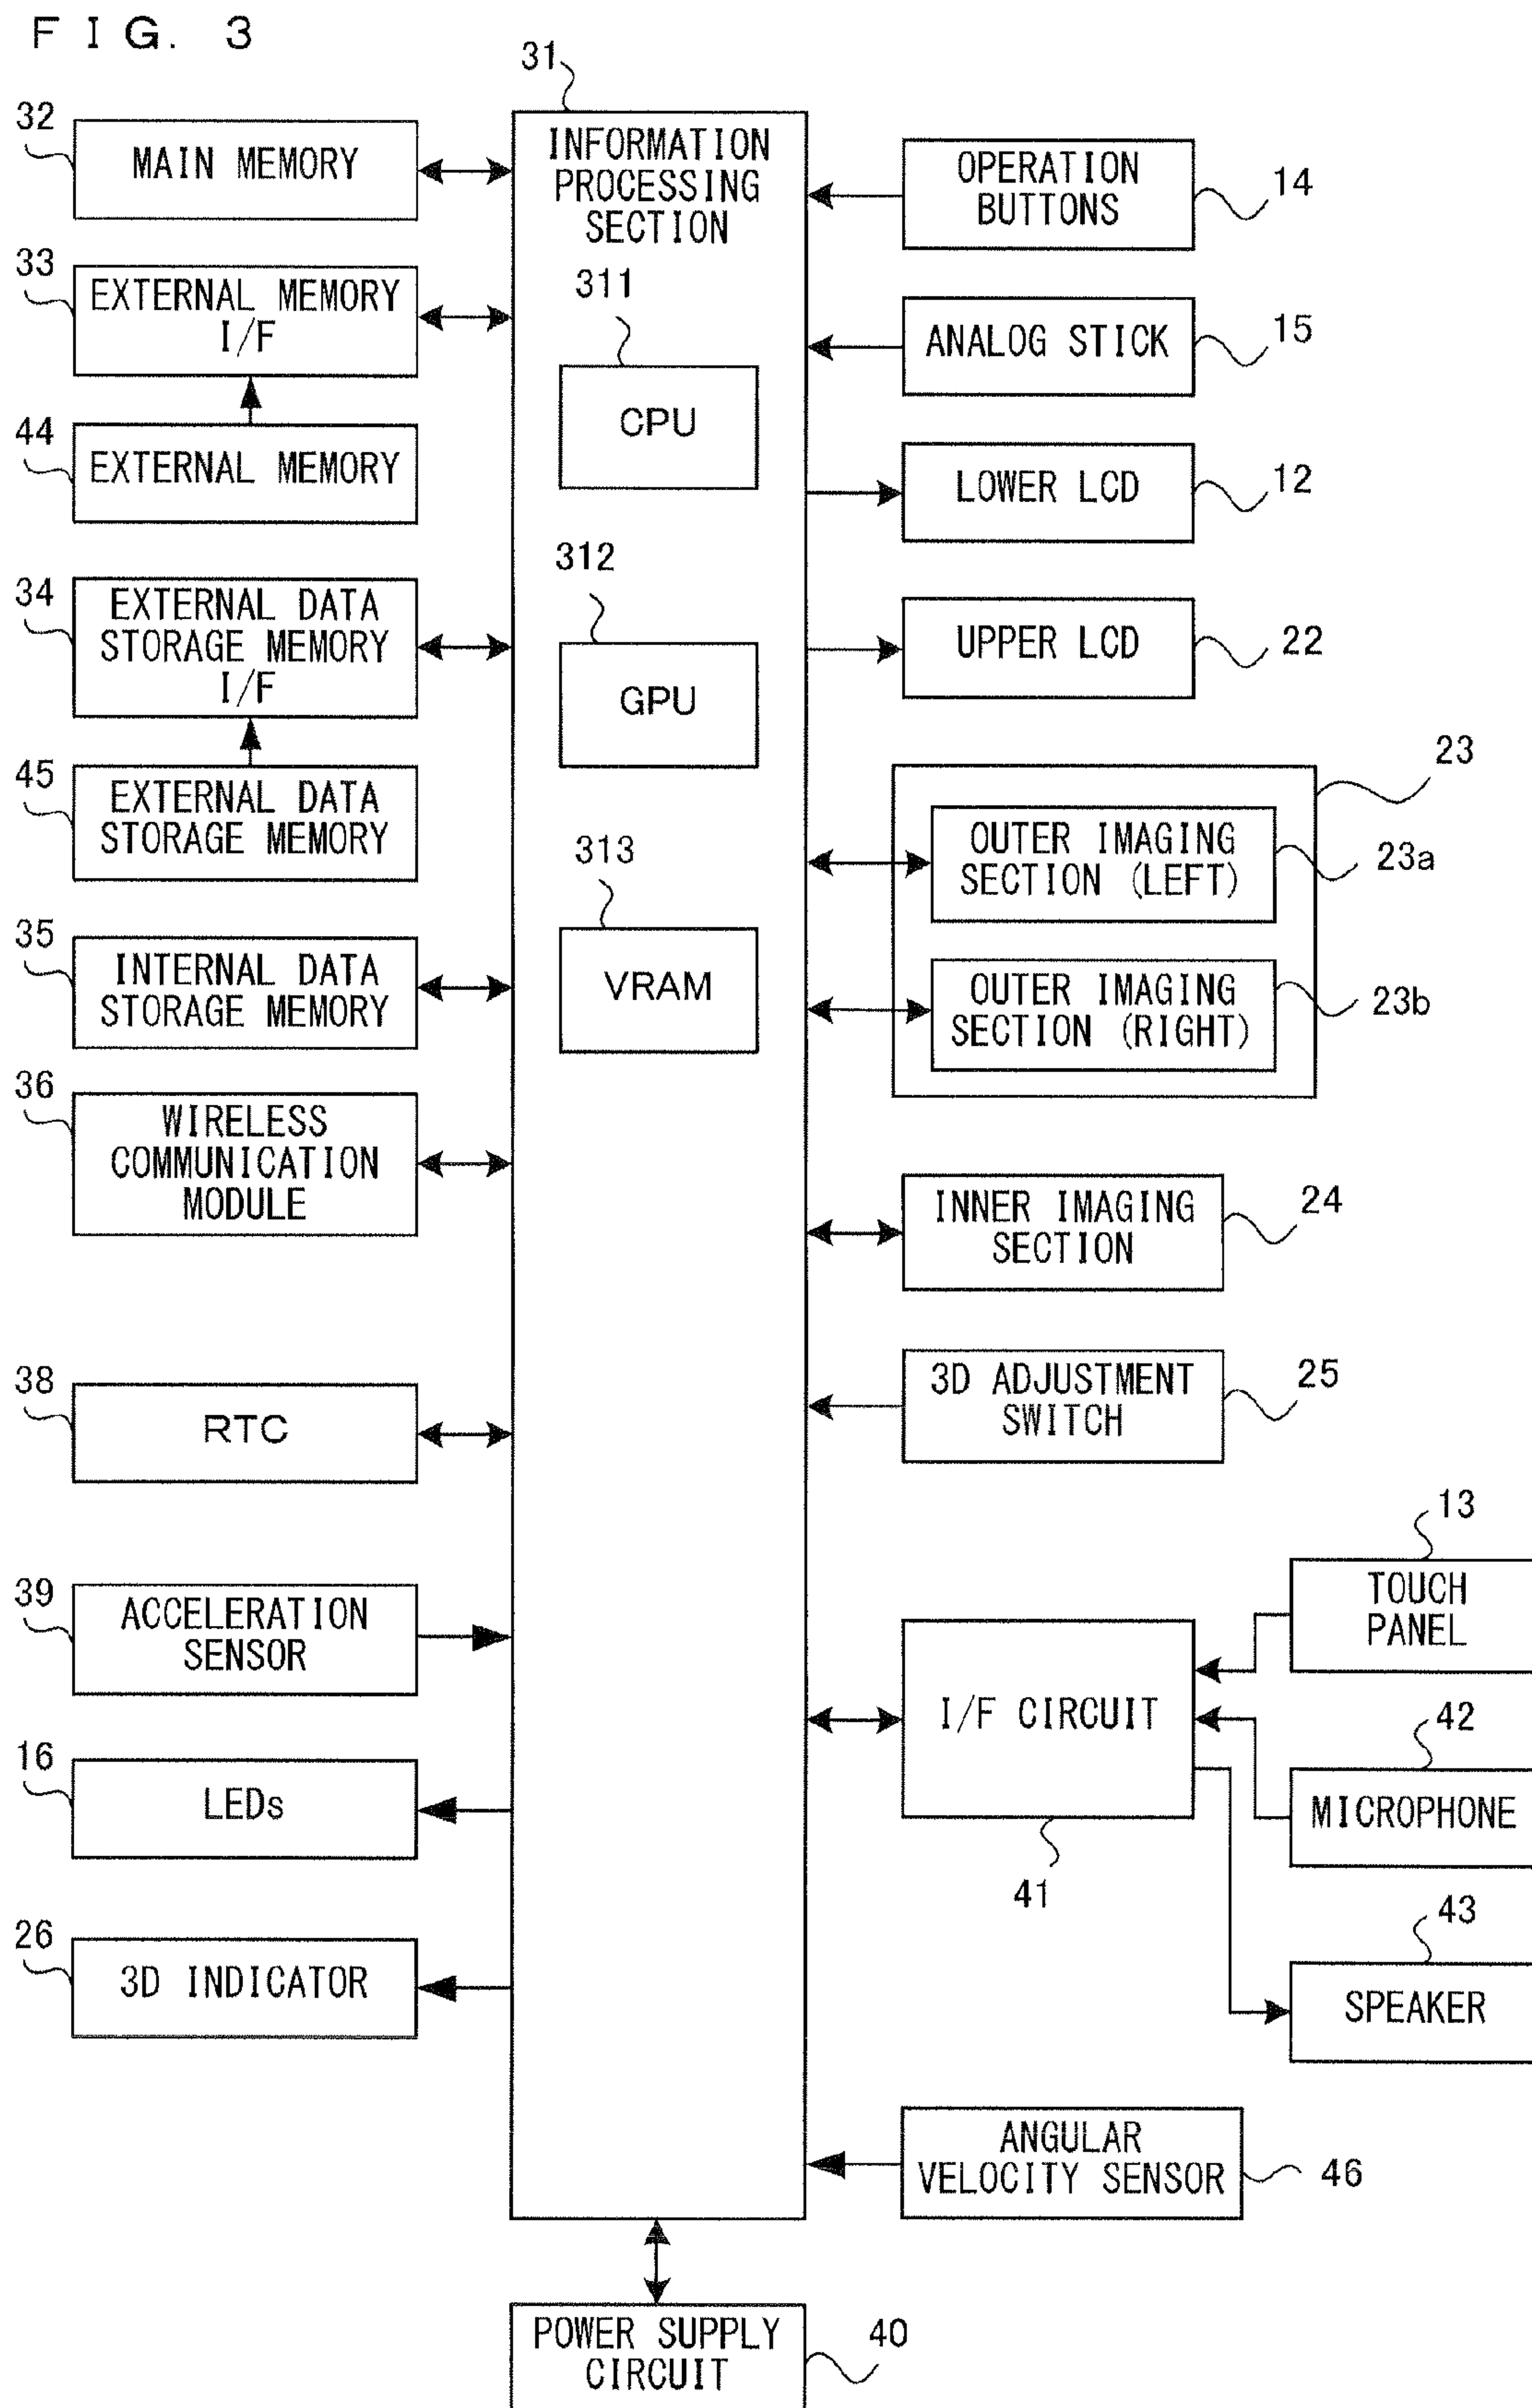 FIG. 3
31
32
MAIN MEMORY
33
EXTERNAL MEMORY
I/F
44
EXTERNAL MEMORY
34
EXTERNAL DATA
STORAGE MEMORY
I/F
45
EXTERNAL DATA
STORAGE MEMORY
35
INTERNAL DATA
STORAGE MEMORY
36
WIRELESS
COMMUNICATION
MODULE
38
RTC
39
ACCELERATION
SENSOR
16
LEDs
26
3D INDICATOR
INFORMATION
PROCESSING
SECTION
311
CPU
312
GPU
313
VRAM
OPERATION
BUTTONS
14
ANALOG STICK
15
LOWER LCD
12
UPPER LCD
22
23
OUTER IMAGING
SECTION (LEFT)
23a
OUTER IMAGING
SECTION (RIGHT)
23b
INNER IMAGING
SECTION
24
3D ADJUSTMENT
SWITCH
25
13
TOUCH
PANEL
I/F CIRCUIT
41
42
MICROPHONE
43
SPEAKER
ANGULAR
VELOCITY SENSOR
46
POWER SUPPLY
CIRCUIT
40